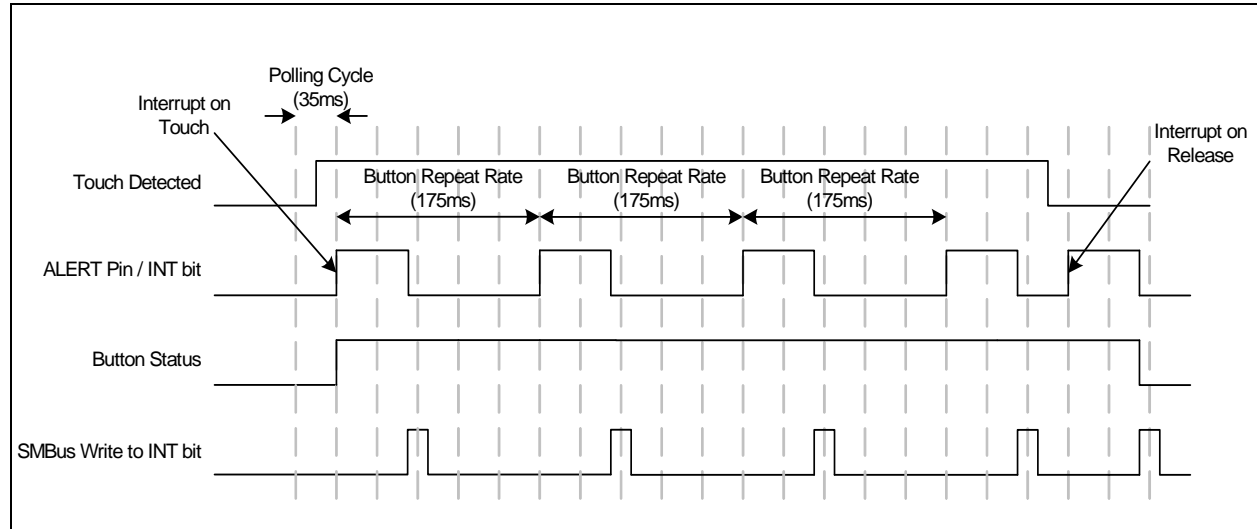 Polling Cycle
(35ms)
Interrupt on
Touch
Interrupt on
Release
Touch Detected
Button Repeat Rate
(175ms)
Button Repeat Rate
(175ms)
Button Repeat Rate
(175ms)
ALERT Pin / INT bit
Button Status
SMBus Write to INT bit